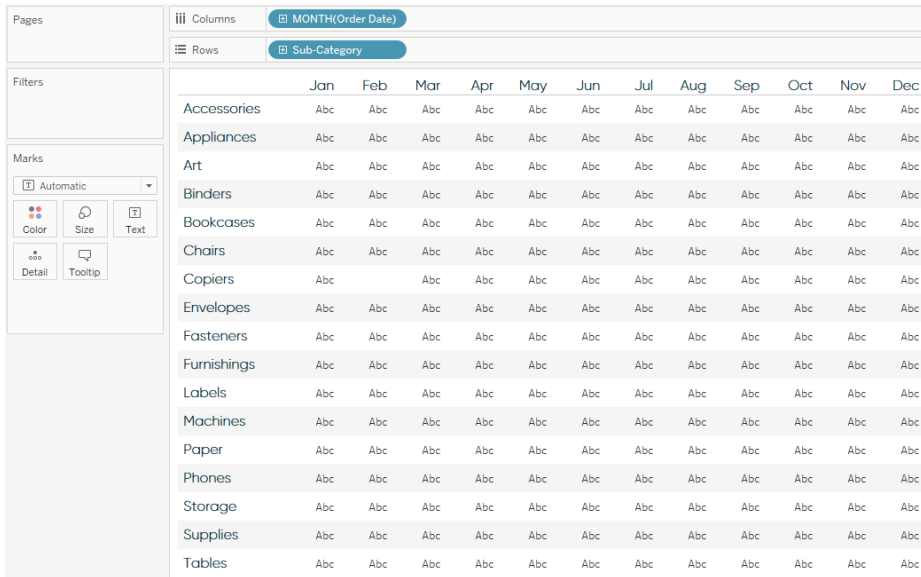 Pages
Columns MONTH(Order Date)
Rows Sub-Category
Filters
Marks
Automatic
Color Size Text
Detail Tooltip
Jan Feb Mar Apr May Jun Jul Aug Sep Oct Nov Dec
Accessories Abc Abc Abc Abc Abc Abc Abc Abc Abc Abc Abc Abc
Appliances Abc Abc Abc Abc Abc Abc Abc Abc Abc Abc Abc Abc
Art Abc Abc Abc Abc Abc Abc Abc Abc Abc Abc Abc Abc
Binders Abc Abc Abc Abc Abc Abc Abc Abc Abc Abc Abc Abc
Bookcases Abc Abc Abc Abc Abc Abc Abc Abc Abc Abc Abc Abc
Chairs Abc Abc Abc Abc Abc Abc Abc Abc Abc Abc Abc Abc
Copiers Abc Abc Abc Abc Abc Abc Abc Abc Abc Abc Abc
Envelopes Abc Abc Abc Abc Abc Abc Abc Abc Abc Abc Abc Abc
Fasteners Abc Abc Abc Abc Abc Abc Abc Abc Abc Abc Abc Abc
Furnishings Abc Abc Abc Abc Abc Abc Abc Abc Abc Abc Abc Abc
Labels Abc Abc Abc Abc Abc Abc Abc Abc Abc Abc Abc Abc
Machines Abc Abc Abc Abc Abc Abc Abc Abc Abc Abc Abc Abc
Paper Abc Abc Abc Abc Abc Abc Abc Abc Abc Abc Abc Abc
Phones Abc Abc Abc Abc Abc Abc Abc Abc Abc Abc Abc Abc
Storage Abc Abc Abc Abc Abc Abc Abc Abc Abc Abc Abc Abc
Supplies Abc Abc Abc Abc Abc Abc Abc Abc Abc Abc Abc Abc
Tables Abc Abc Abc Abc Abc Abc Abc Abc Abc Abc Abc Abc